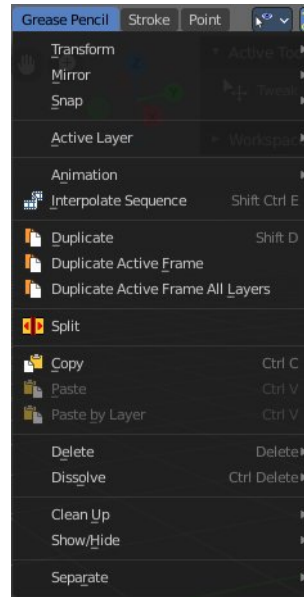 Grease Pencil Stroke Point
Transform
Mirror
Snap
Active Layer
Animation
Interpolate Sequence Shift Ctrl E
Duplicate Shift D
Duplicate Active Frame
Duplicate Active Frame All Layers
Split
Copy Ctrl C
Paste Ctrl V
Paste by Layer Ctrl V
Delete Delete
Dissolve Ctrl Delete
Clean Up
Show/Hide
Separate